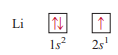 Li ↑↓ ↑
1s² 2s¹